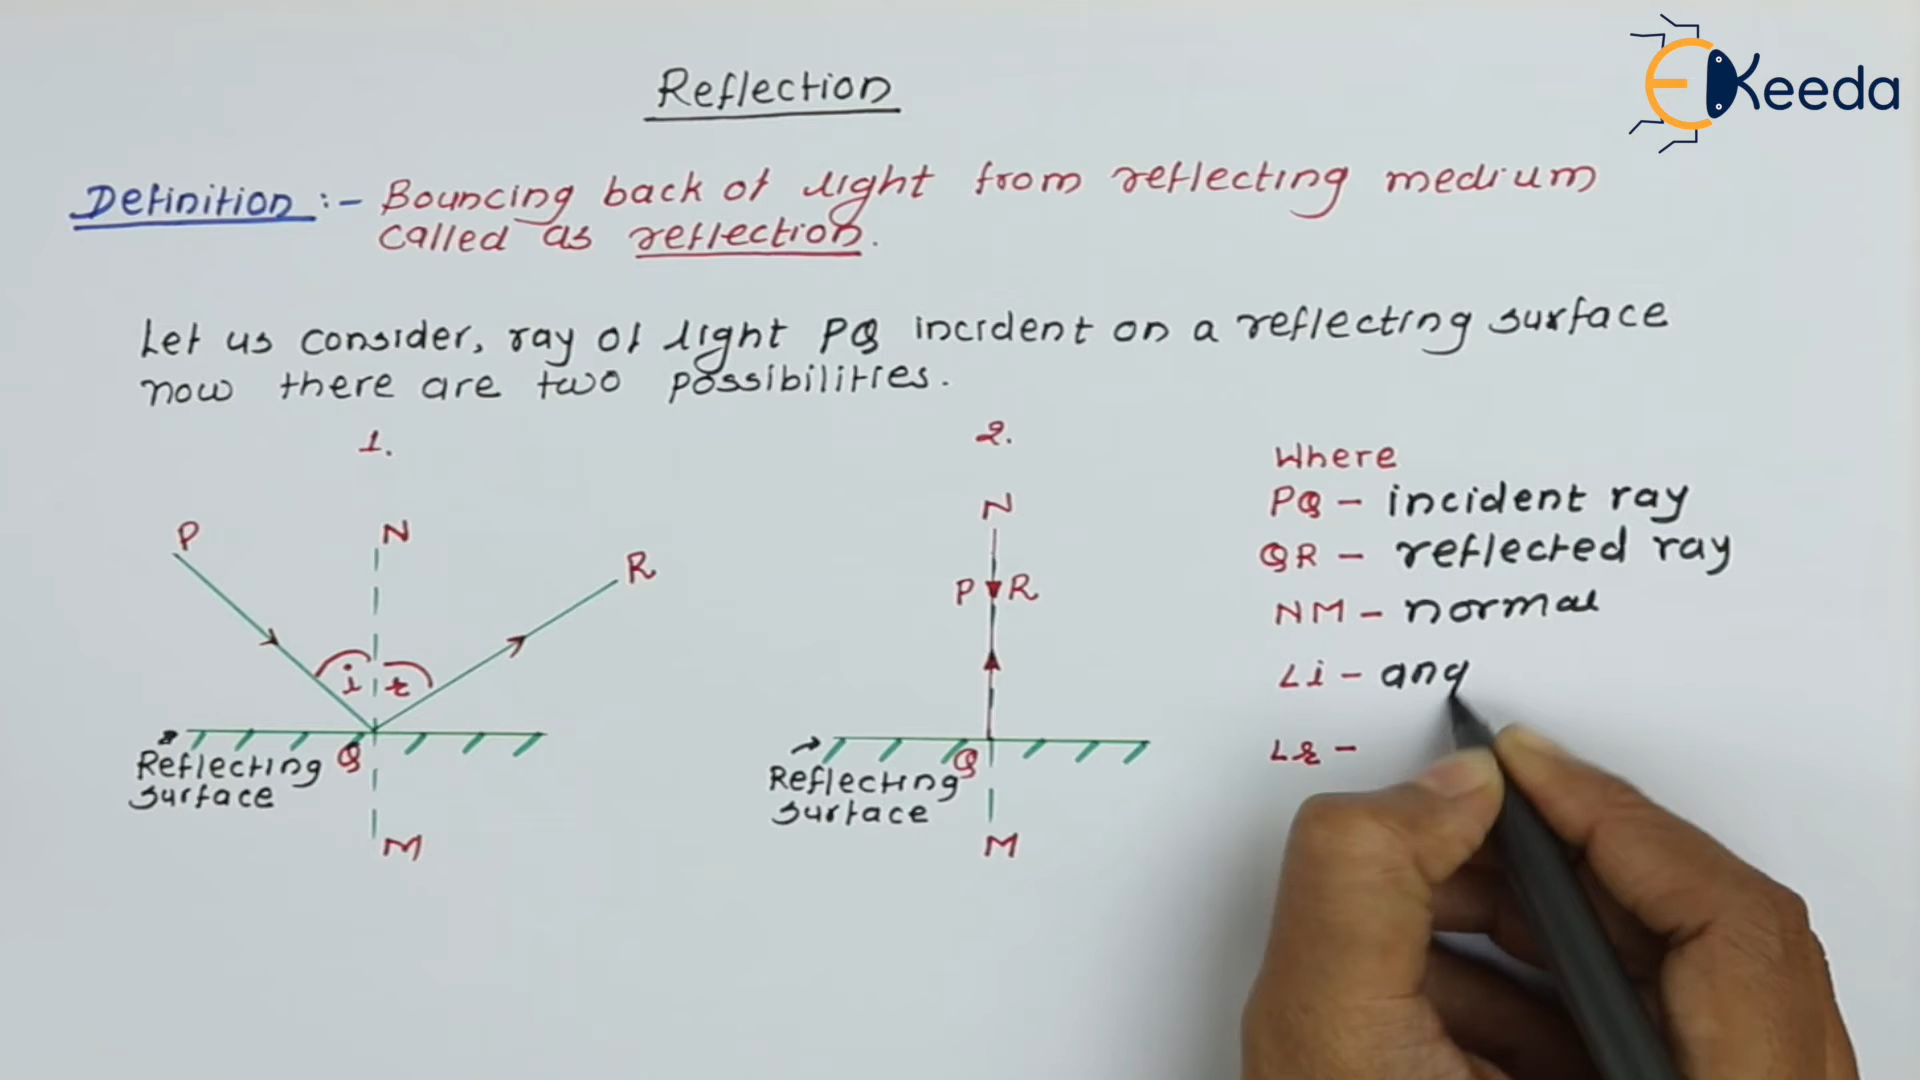 EKeeda
Reflection
Definition :- Bouncing back of light from reflecting medium
called as reflection.
Let us consider, ray of light PQ incident on a reflecting surface
now there are two possibilities.
1.
P
N
R
i
r
Q
Reflecting
surface
M
2.
N
P R
Q
Reflecting
surface
M
Where
PQ - incident ray
QR - reflected ray
NM - normal
∠i - ang
∠r -